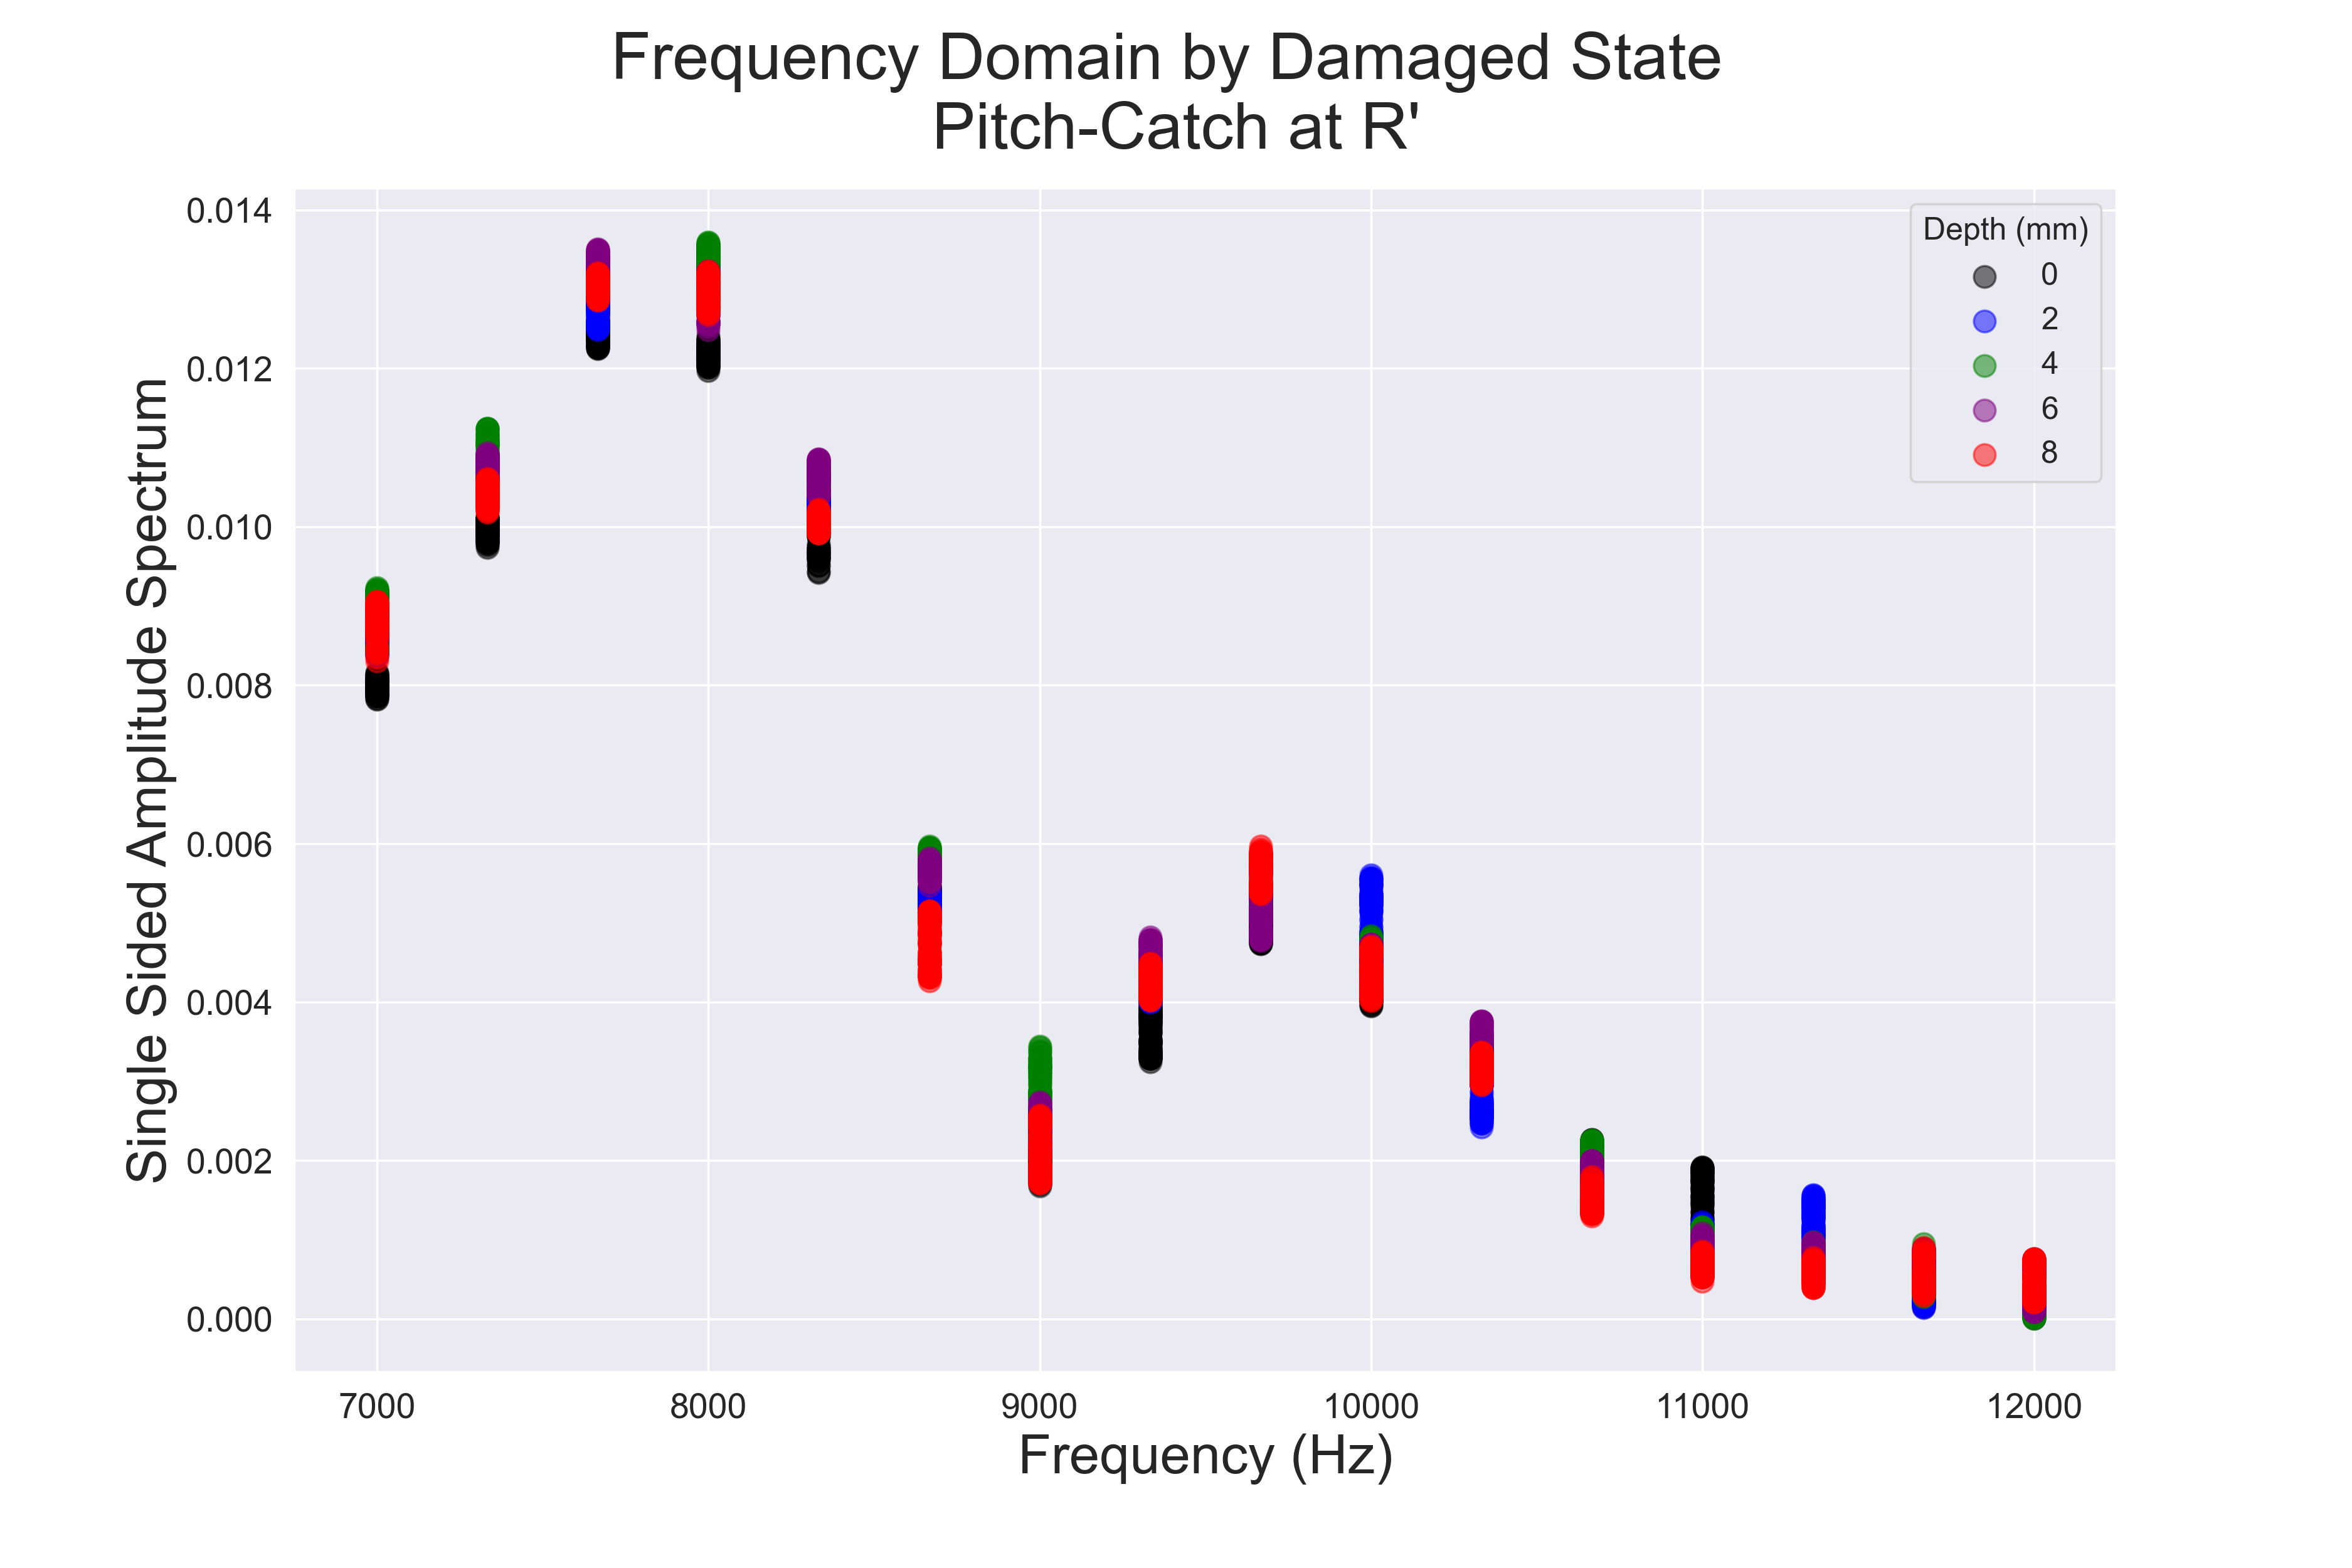 Frequency Domain by Damaged State
Pitch-Catch at R'
Single Sided Amplitude Spectrum
0.014
0.012
0.010
0.008
0.006
0.004
0.002
0.000
Depth (mm)
0
2
4
6
8
7000 8000 9000 10000 11000 12000
Frequency (Hz)